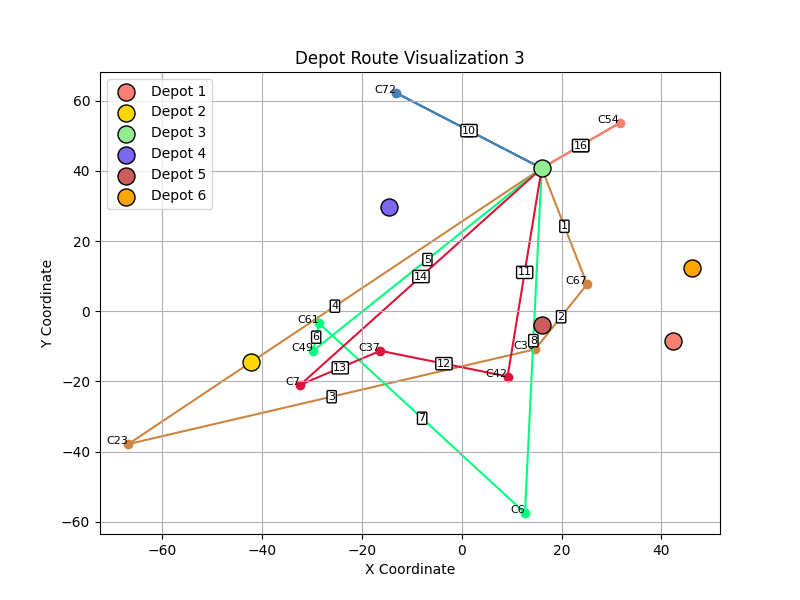 Depot Route Visualization 3
Depot 1
Depot 2
Depot 3
Depot 4
Depot 5
Depot 6
60
40
20
0
−20
−40
−60
Y Coordinate
−60
−40
−20
0
20
40
X Coordinate
C72
C54
C67
C61
C49
C37
C7
C42
C23
C6
10
16
1
5
14
11
4
2
6
8
13
12
3
7